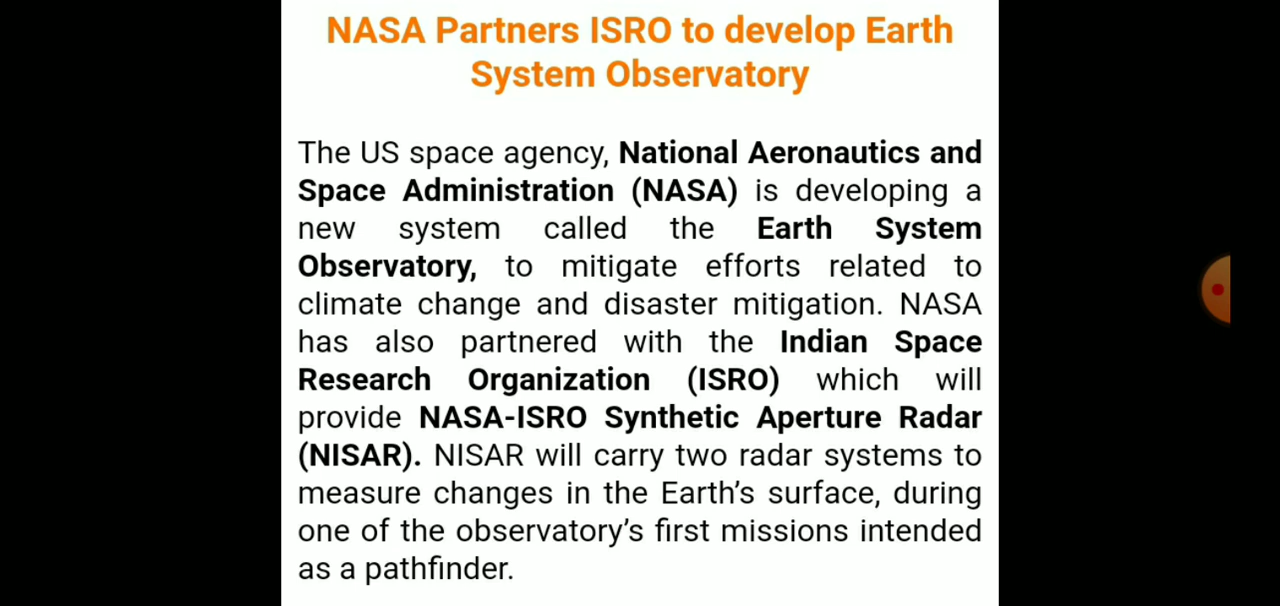 NASA Partners ISRO to develop Earth
System Observatory
The US space agency, National Aeronautics and
Space Administration (NASA) is developing a
new system called the Earth System
Observatory, to mitigate efforts related to
climate change and disaster mitigation. NASA
has also partnered with the Indian Space
Research Organization (ISRO) which will
provide NASA-ISRO Synthetic Aperture Radar
(NISAR). NISAR will carry two radar systems to
measure changes in the Earth’s surface, during
one of the observatory’s first missions intended
as a pathfinder.